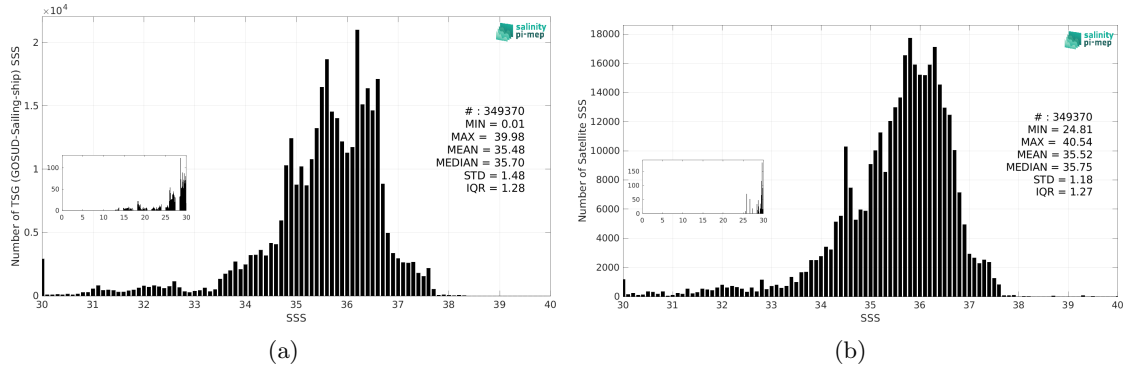 ×10⁴
salinity
pi-mep
2
1.5
1
0.5
0
Number of TSG (GOSUD-Sailing-ship) SSS
# : 349370
MIN = 0.01
MAX = 39.98
MEAN = 35.48
MEDIAN = 35.70
STD = 1.48
IQR = 1.28
100
50
0
0 5 10 15 20 25 30
30 31 32 33 34 35 36 37 38 39 40
SSS
(a)
salinity
pi-mep
18000
16000
14000
12000
10000
8000
6000
4000
2000
0
Number of Satellite SSS
# : 349370
MIN = 24.81
MAX = 40.54
MEAN = 35.52
MEDIAN = 35.75
STD = 1.18
IQR = 1.27
150
100
50
0
0 5 10 15 20 25 30
30 31 32 33 34 35 36 37 38 39 40
SSS
(b)